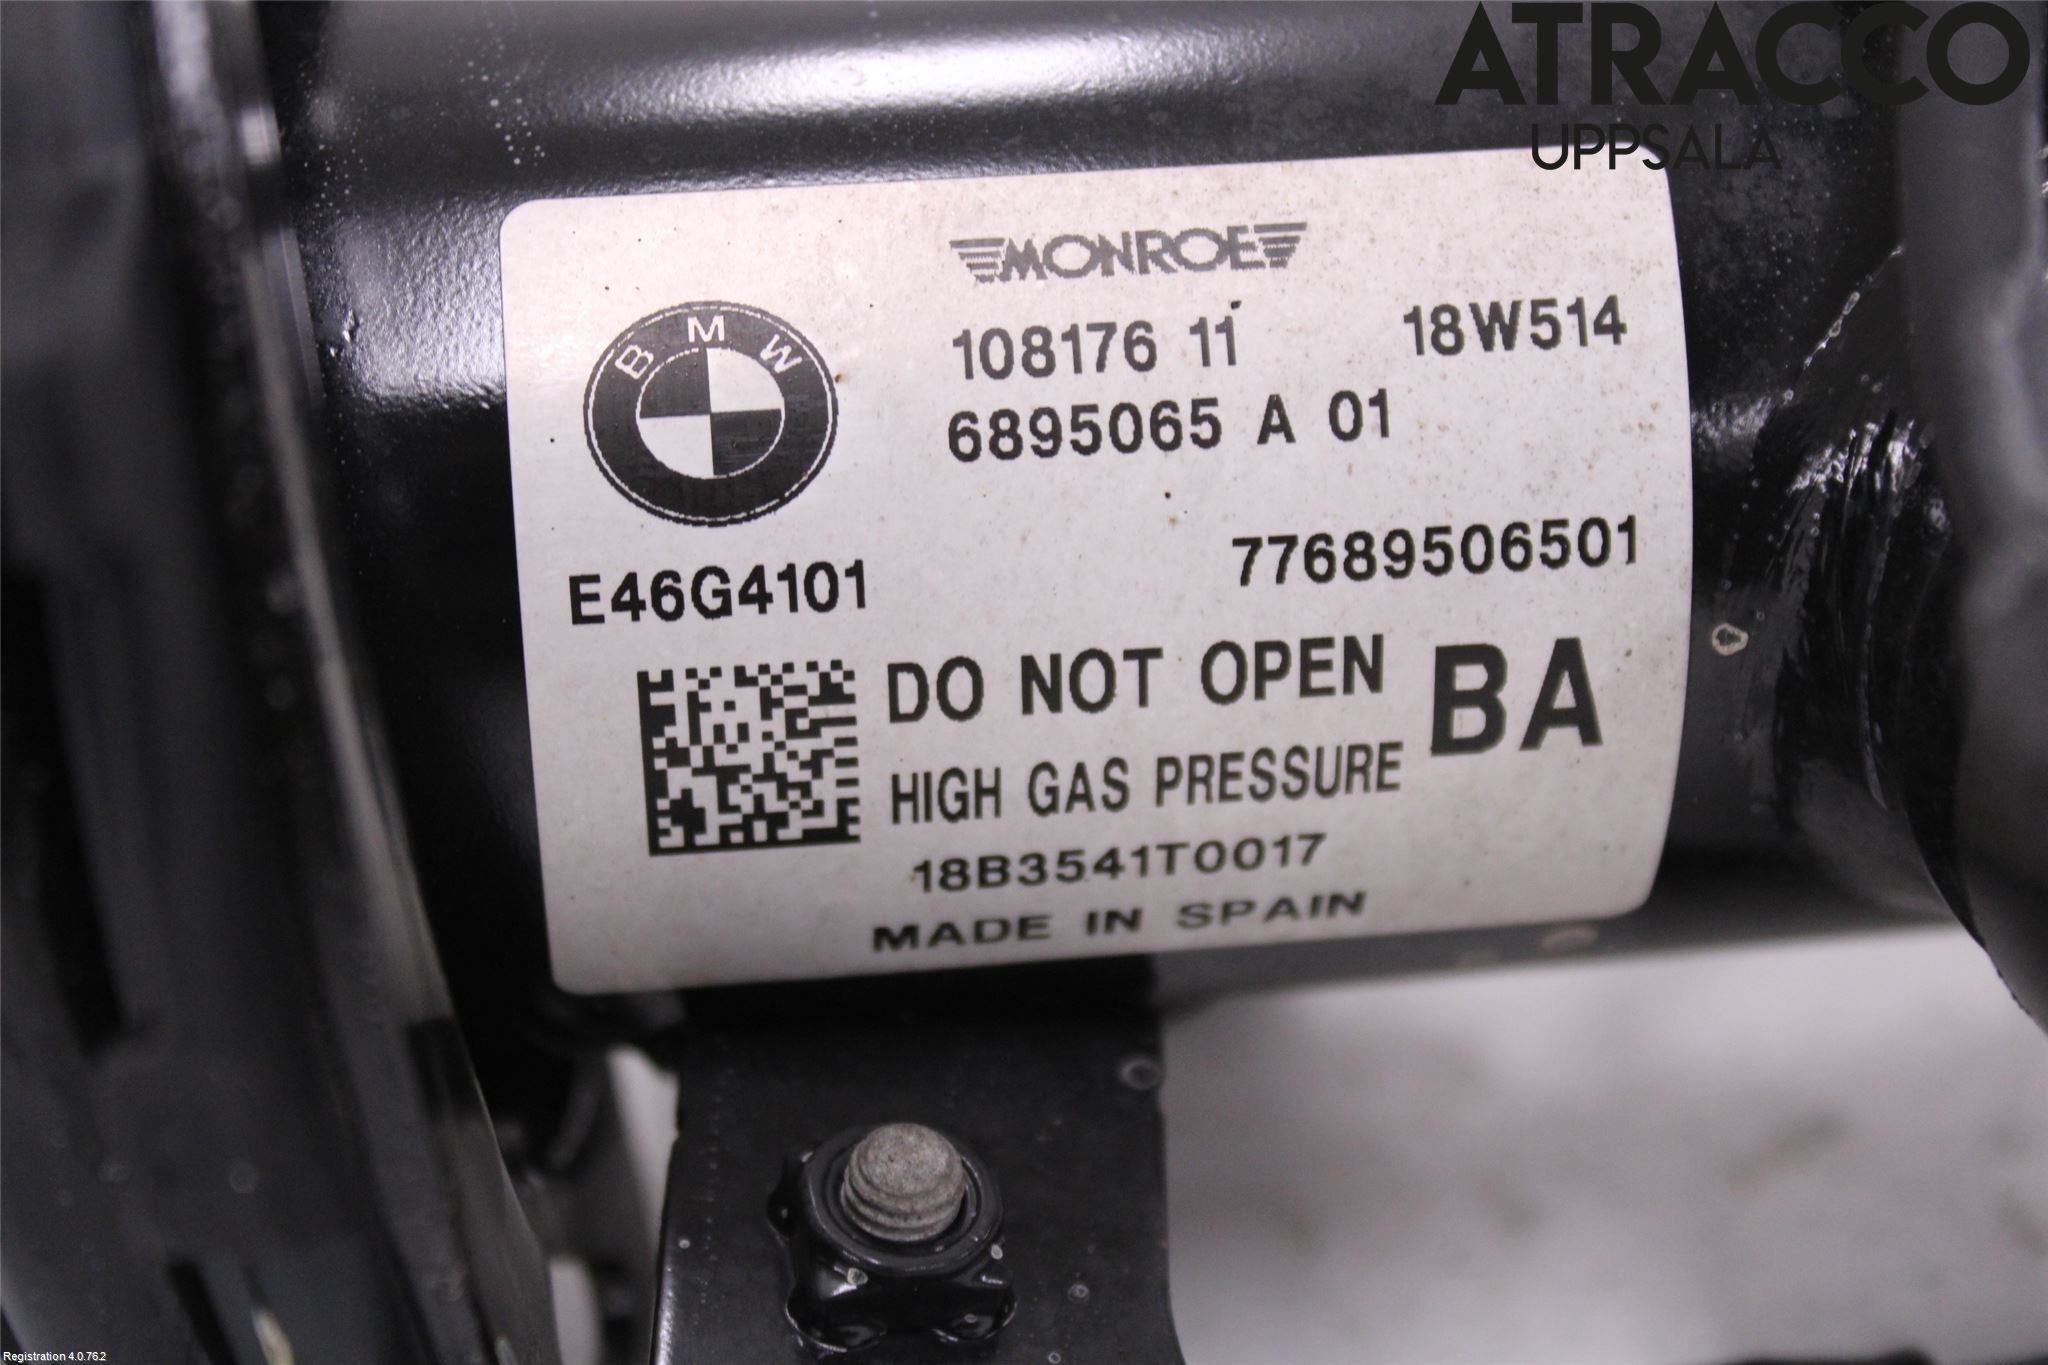 ATRACCO
UPPSALA
MONROE
BMW
108176 11 18W514
6895065 A 01
E46G4101
77689506501
DO NOT OPEN BA
HIGH GAS PRESSURE
18B3541T0017
MADE IN SPAIN
Registration 4.0.76.2